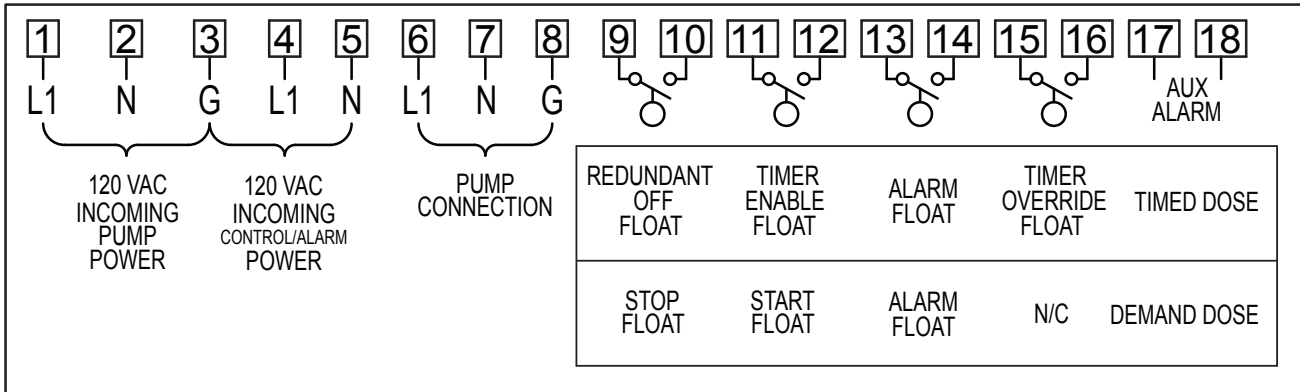 1 2 3 4 5 6 7 8 9 10 11 12 13 14 15 16 17 18
L1 N G L1 N L1 N G
AUX
ALARM
120 VAC
INCOMING
PUMP
POWER
120 VAC
INCOMING
CONTROL/ALARM
POWER
PUMP
CONNECTION
REDUNDANT
OFF
FLOAT
TIMER
ENABLE
FLOAT
ALARM
FLOAT
TIMER
OVERRIDE
FLOAT
TIMED DOSE
STOP
FLOAT
START
FLOAT
ALARM
FLOAT
N/C
DEMAND DOSE